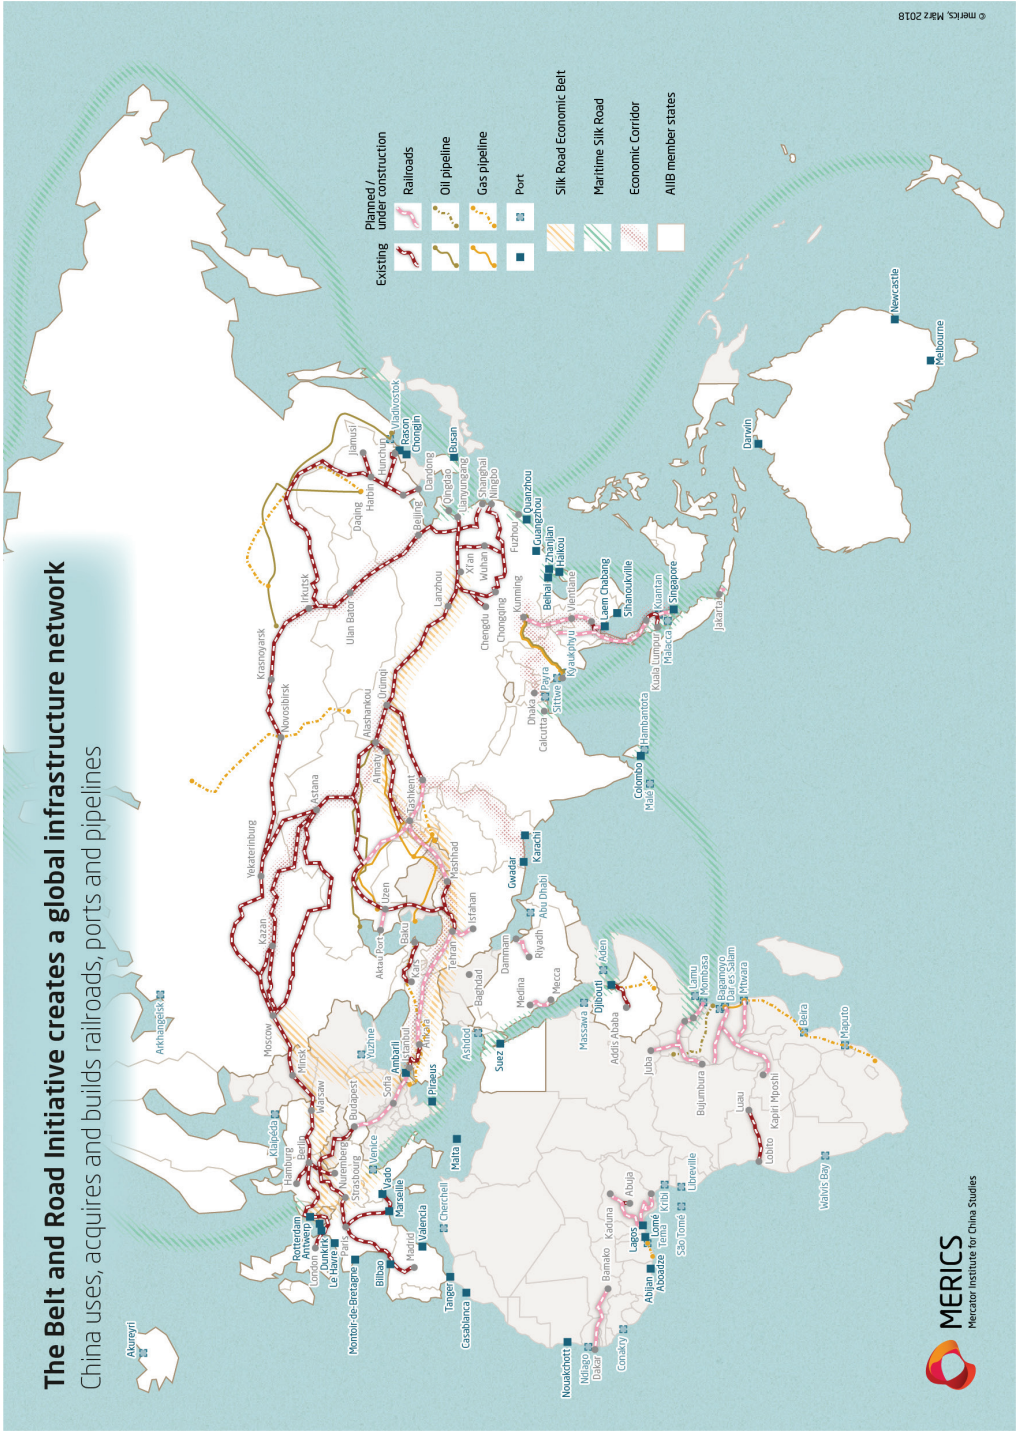 The Belt and Road Initiative creates a global infrastructure network
China uses, acquires and builds railroads, ports and pipelines
Existing
Planned /
under construction
Railroads
Oil pipeline
Gas pipeline
Port
Silk Road Economic Belt
Maritime Silk Road
Economic Corridor
AIIB member states
Akureyri
Arkhangelsk
Klaipėda
Hamburg
Berlin
Rotterdam
Antwerp
Dunkirk
London
Le Havre
Paris
Montoir-de-Bretagne
Bilbao
Madrid
Valencia
Marseille
Vado
Venice
Strasbourg
Nuremberg
Warsaw
Minsk
Moscow
Budapest
Sofia
Yuzhne
Ambarli
Istanbul
Ankara
Piraeus
Malta
Cherchell
Tanger
Casablanca
Kazan
Yekaterinburg
Astana
Novosibirsk
Krasnoyarsk
Irkutsk
Ulan Bator
Daqing
Harbin
Jiamusi
Hunchun
Vladivostok
Rason
Chongjin
Dandong
Busan
Beijing
Qingdao
Lianyungang
Shanghai
Ningbo
Xi'an
Wuhan
Lanzhou
Chengdu
Chongqing
Kunming
Fuzhou
Quanzhou
Guangzhou
Zhanjian
Haikou
Beihai
Vientiane
Laem Chabang
Sihanoukville
Kuantan
Singapore
Kuala Lumpur
Malacca
Jakarta
Kyaukphyu
Sittwe
Payra
Dhaka
Calcutta
Hambantota
Colombo
Malé
Ürümqi
Alashankou
Almaty
Tashkent
Mashhad
Uzen
Aktau Port
Baku
Kars
Tehran
Isfahan
Baghdad
Gwadar
Karachi
Abu Dhabi
Dammam
Riyadh
Medina
Mecca
Ashdod
Suez
Aden
Massawa
Djibouti
Addis Ababa
Juba
Lamu
Mombasa
Bagamoyo
Dar es Salam
Mtwara
Bujumbura
Luau
Kapiri Mposhi
Lobito
Beira
Maputo
Walvis Bay
Libreville
São Tomé
Kribi
Abuja
Kaduna
Lagos
Lomé
Tema
Abijan
Aboadze
Bamako
Conakry
Dakar
Ndiago
Nouakchott
Darwin
Newcastle
Melbourne
MERICS
Mercator Institute for China Studies
© merics, März 2018